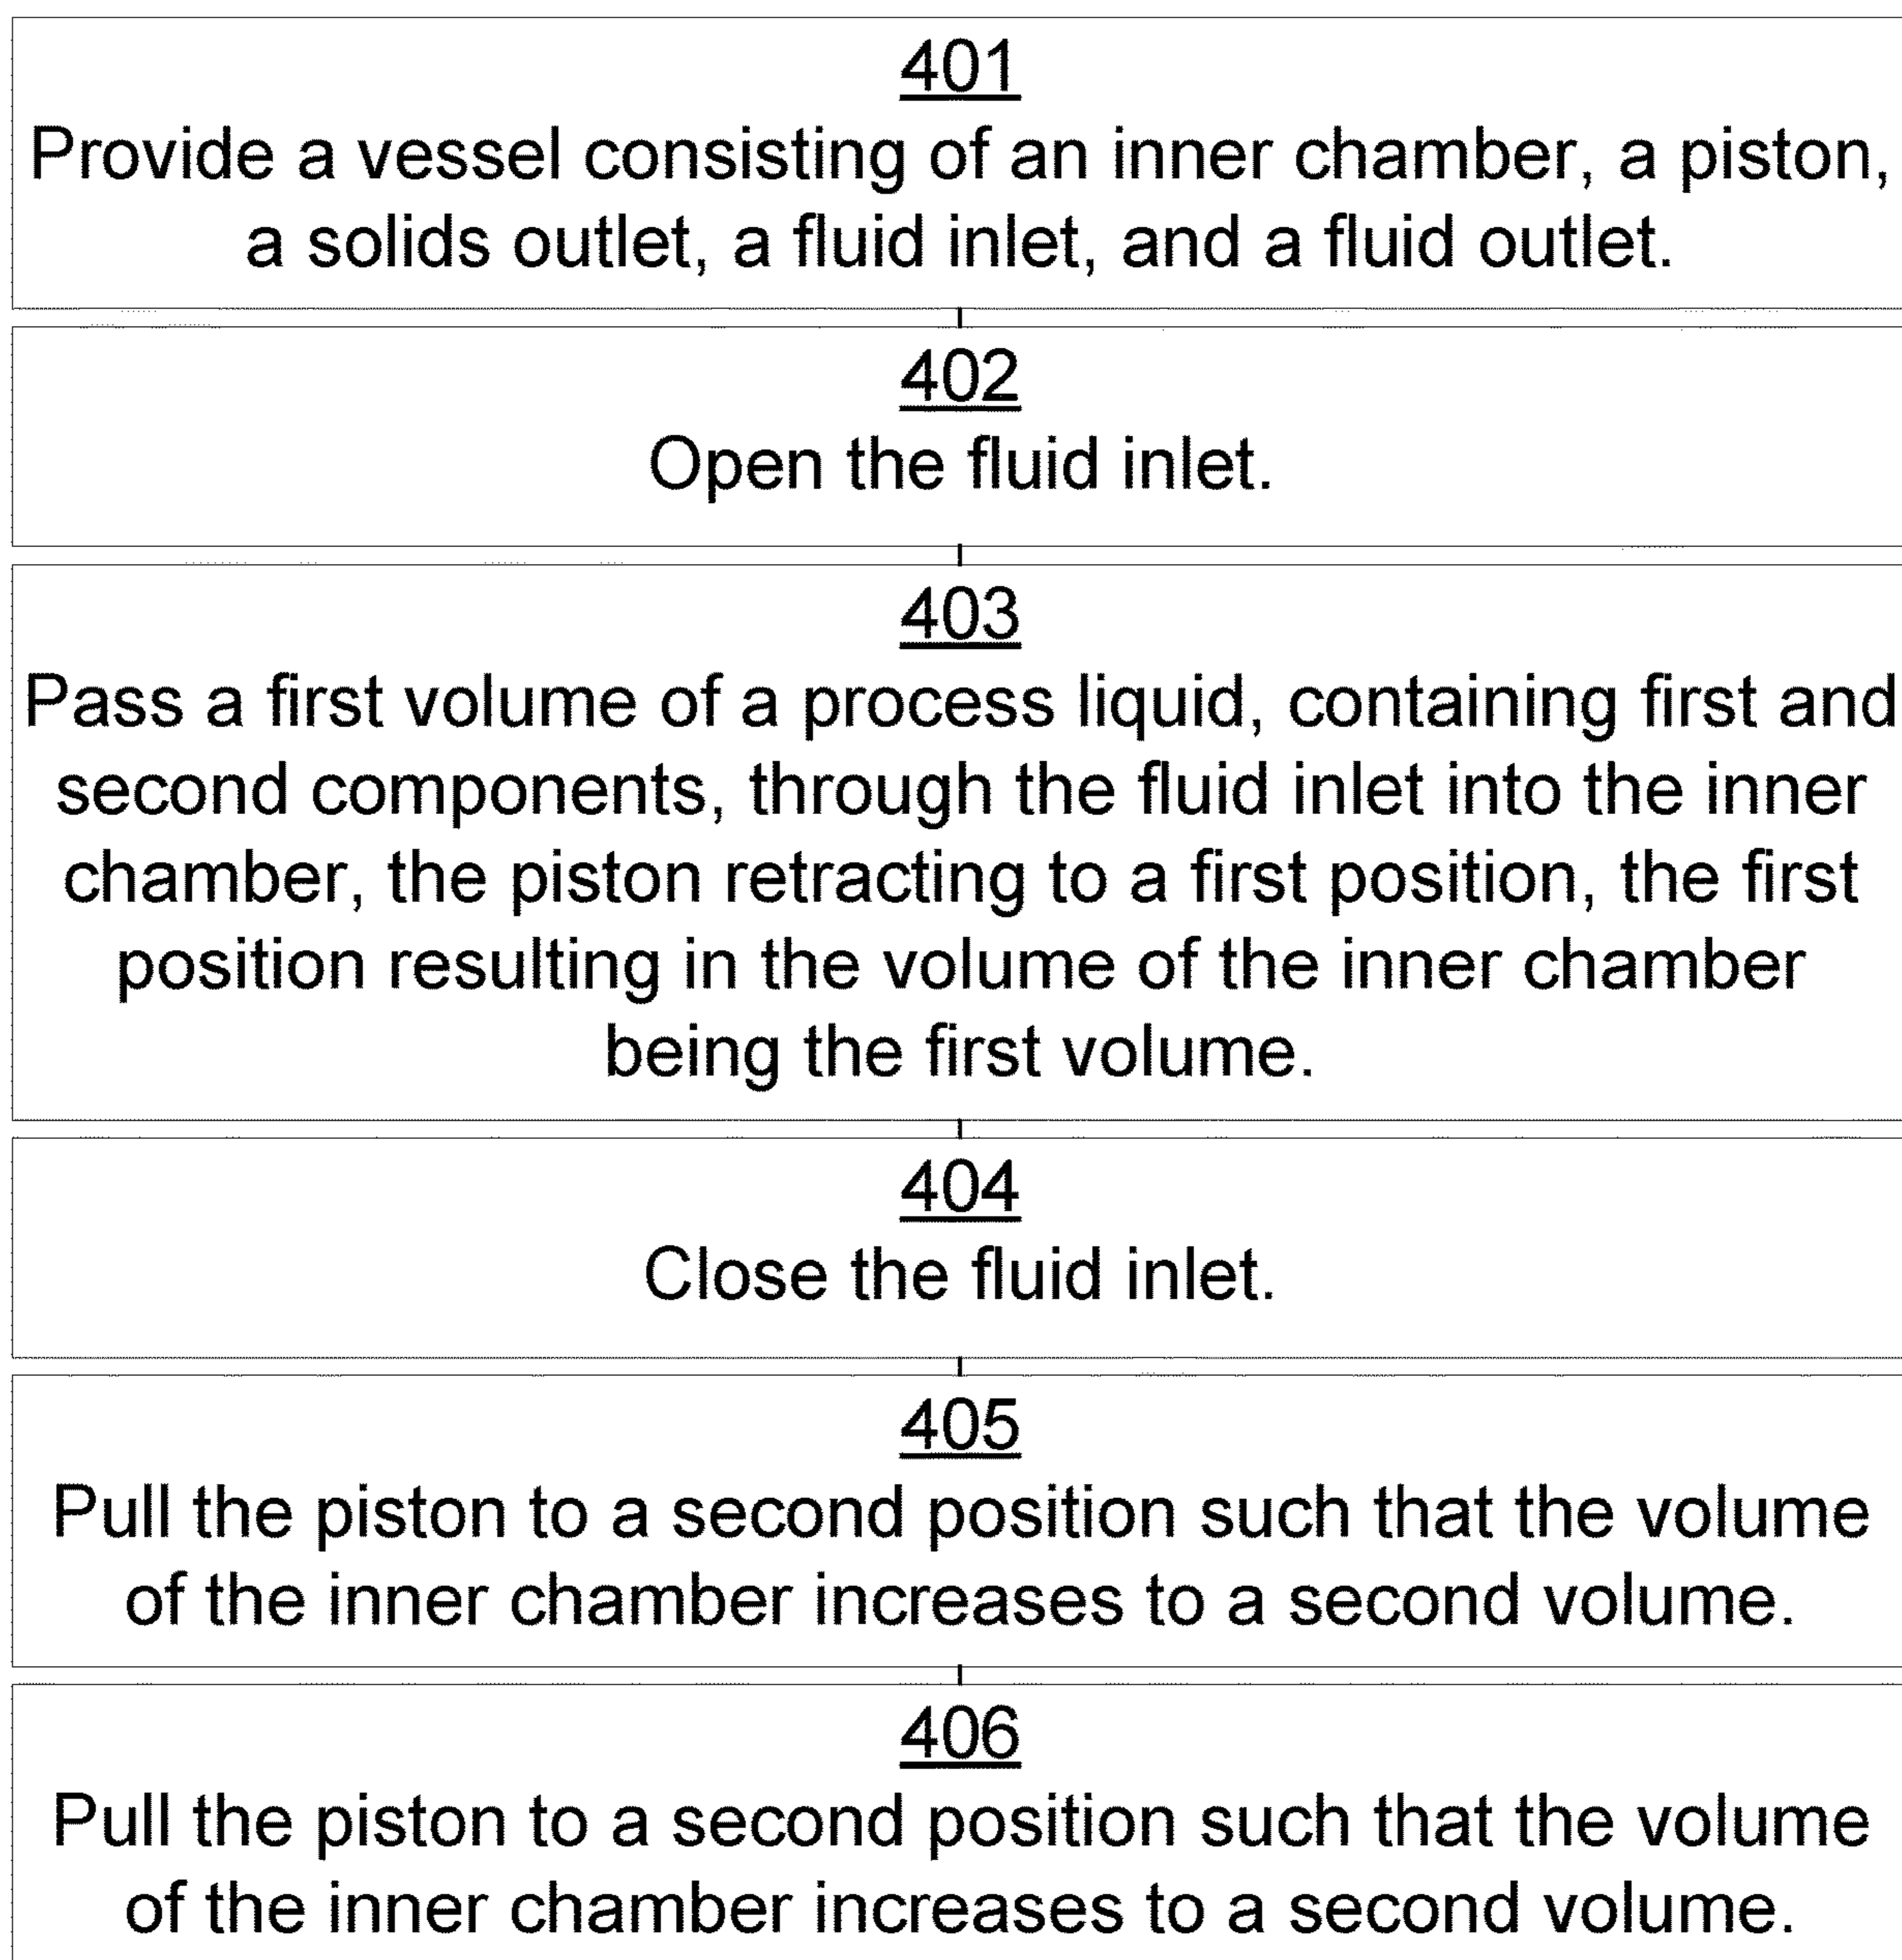 401
Provide a vessel consisting of an inner chamber, a piston,
a solids outlet, a fluid inlet, and a fluid outlet.
402
Open the fluid inlet.
403
Pass a first volume of a process liquid, containing first and
second components, through the fluid inlet into the inner
chamber, the piston retracting to a first position, the first
position resulting in the volume of the inner chamber
being the first volume.
404
Close the fluid inlet.
405
Pull the piston to a second position such that the volume
of the inner chamber increases to a second volume.
406
Pull the piston to a second position such that the volume
of the inner chamber increases to a second volume.